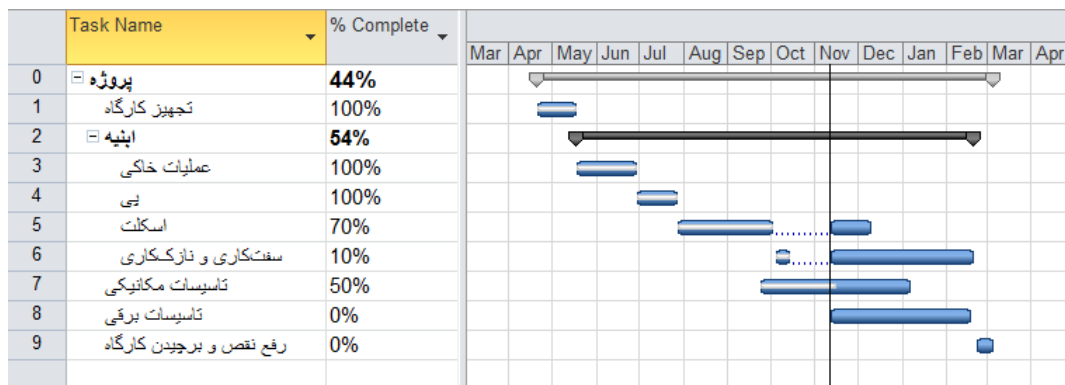 Task Name % Complete
Mar Apr May Jun Jul Aug Sep Oct Nov Dec Jan Feb Mar Apr
0 پروژه 44%
1 تجهیز کارگاه 100%
2 ابنیه 54%
3 عملیات خاکی 100%
4 پی 100%
5 اسکلت 70%
6 سفت‌کاری و نازک‌کاری 10%
7 تاسیسات مکانیکی 50%
8 تاسیسات برقی 0%
9 رفع نقص و برچیدن کارگاه 0%